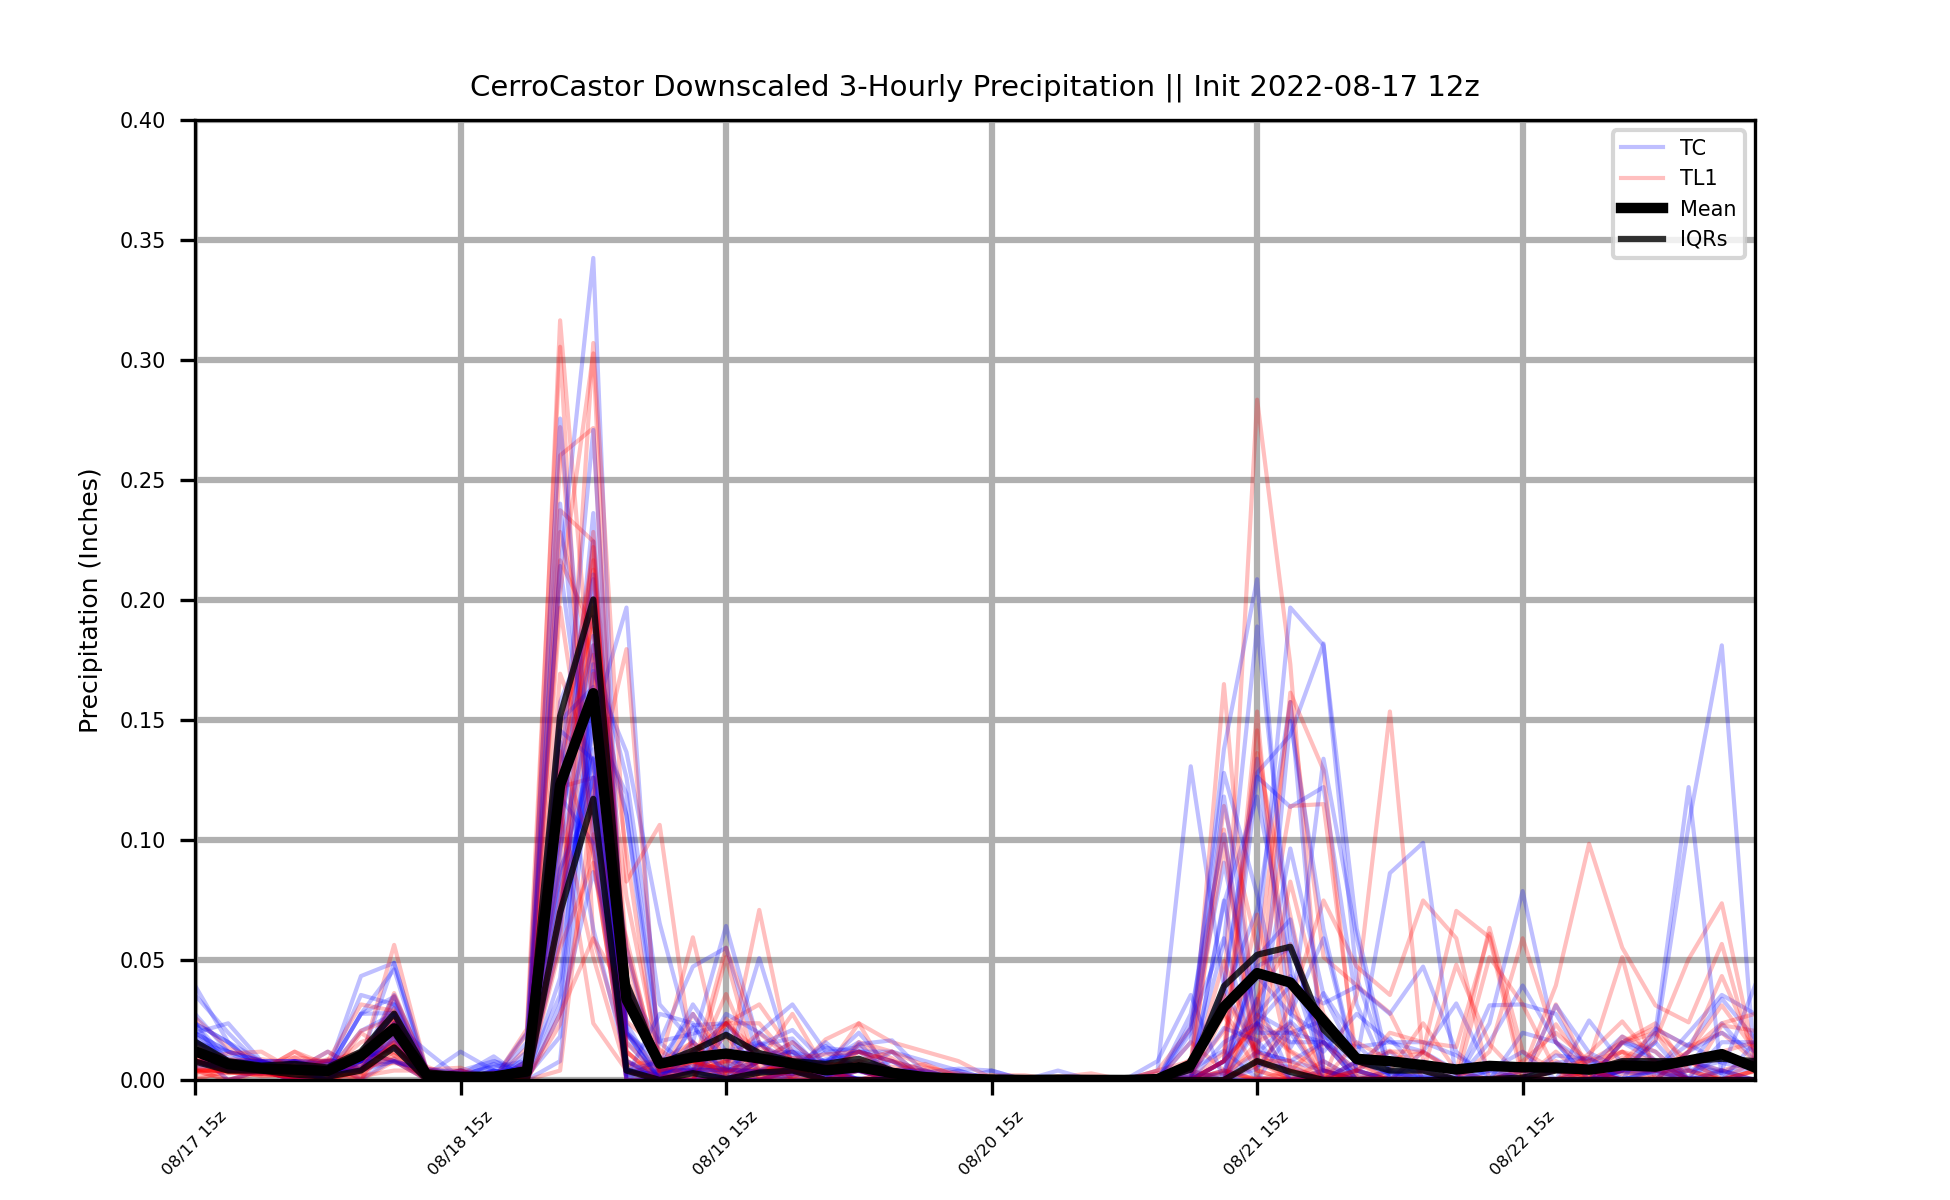 CerroCastor Downscaled 3-Hourly Precipitation || Init 2022-08-17 12z
Precipitation (Inches)
0.40
0.35
0.30
0.25
0.20
0.15
0.10
0.05
0.00
TC
TL1
Mean
IQRs
08/17 15z
08/18 15z
08/19 15z
08/20 15z
08/21 15z
08/22 15z